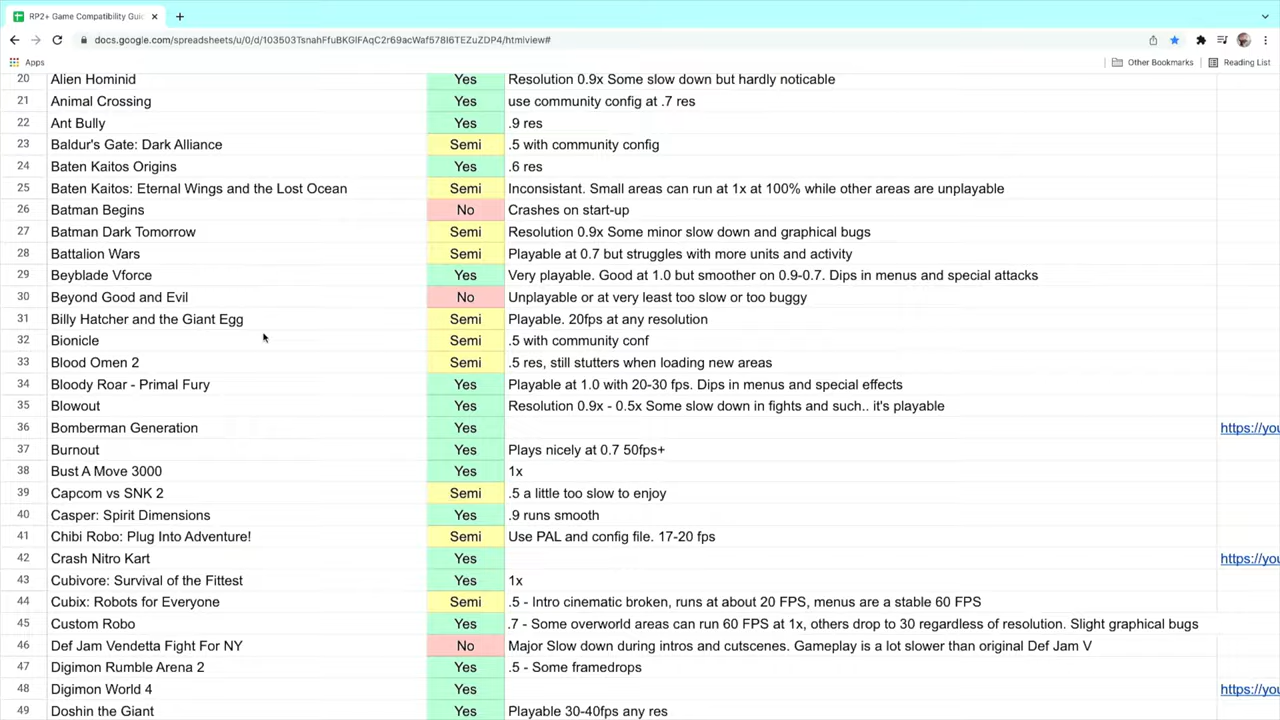 RP2+ Game Compatibility Gui
docs.google.com/spreadsheets/u/0/d/103503TsnahFfuBKGlFAqC2r69acWaf578I6TEZuZDP4/htmlview#
Apps Other Bookmarks Reading List
20 Alien Hominid Yes Resolution 0.9x Some slow down but hardly noticable
21 Animal Crossing Yes use community config at .7 res
22 Ant Bully Yes .9 res
23 Baldur's Gate: Dark Alliance Semi .5 with community config
24 Baten Kaitos Origins Yes .6 res
25 Baten Kaitos: Eternal Wings and the Lost Ocean Semi Inconsistant. Small areas can run at 1x at 100% while other areas are unplayable
26 Batman Begins No Crashes on start-up
27 Batman Dark Tomorrow Semi Resolution 0.9x Some minor slow down and graphical bugs
28 Battalion Wars Semi Playable at 0.7 but struggles with more units and activity
29 Beyblade Vforce Yes Very playable. Good at 1.0 but smoother on 0.9-0.7. Dips in menus and special attacks
30 Beyond Good and Evil No Unplayable or at very least too slow or too buggy
31 Billy Hatcher and the Giant Egg Semi Playable. 20fps at any resolution
32 Bionicle Semi .5 with community conf
33 Blood Omen 2 Semi .5 res, still stutters when loading new areas
34 Bloody Roar - Primal Fury Yes Playable at 1.0 with 20-30 fps. Dips in menus and special effects
35 Blowout Yes Resolution 0.9x - 0.5x Some slow down in fights and such.. it's playable
36 Bomberman Generation Yes https://you
37 Burnout Yes Plays nicely at 0.7 50fps+
38 Bust A Move 3000 Yes 1x
39 Capcom vs SNK 2 Semi .5 a little too slow to enjoy
40 Casper: Spirit Dimensions Yes .9 runs smooth
41 Chibi Robo: Plug Into Adventure! Semi Use PAL and config file. 17-20 fps
42 Crash Nitro Kart Yes https://you
43 Cubivore: Survival of the Fittest Yes 1x
44 Cubix: Robots for Everyone Semi .5 - Intro cinematic broken, runs at about 20 FPS, menus are a stable 60 FPS
45 Custom Robo Yes .7 - Some overworld areas can run 60 FPS at 1x, others drop to 30 regardless of resolution. Slight graphical bugs
46 Def Jam Vendetta Fight For NY No Major Slow down during intros and cutscenes. Gameplay is a lot slower than original Def Jam V
47 Digimon Rumble Arena 2 Yes .5 - Some framedrops
48 Digimon World 4 Yes https://you
49 Doshin the Giant Yes Playable 30-40fps any res